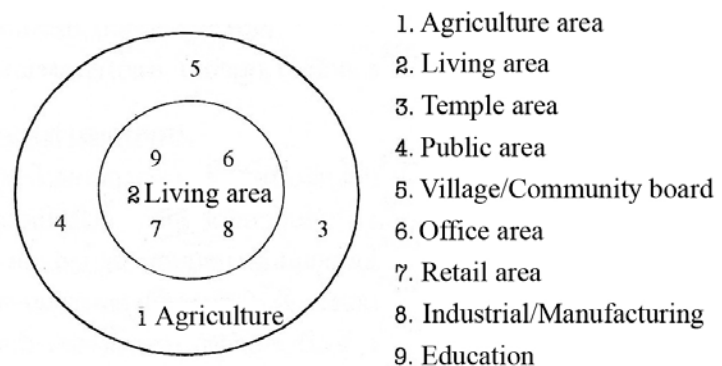 5
9 6
2 Living area
7 8
4
3
1 Agriculture
1. Agriculture area
2. Living area
3. Temple area
4. Public area
5. Village/Community board
6. Office area
7. Retail area
8. Industrial/Manufacturing
9. Education